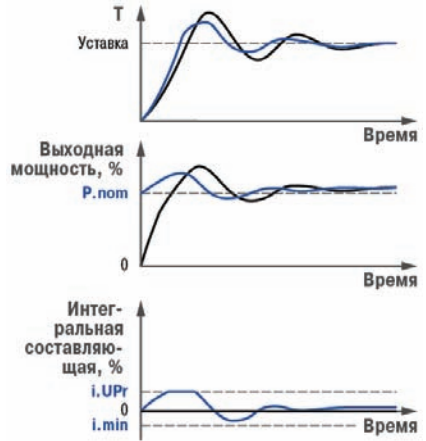 T
Уставка
Время
Выходная
мощность, %
P.nom
0
Время
Интег-
ральная
составляю-
щая, %
i.UPr
0
i.min
Время